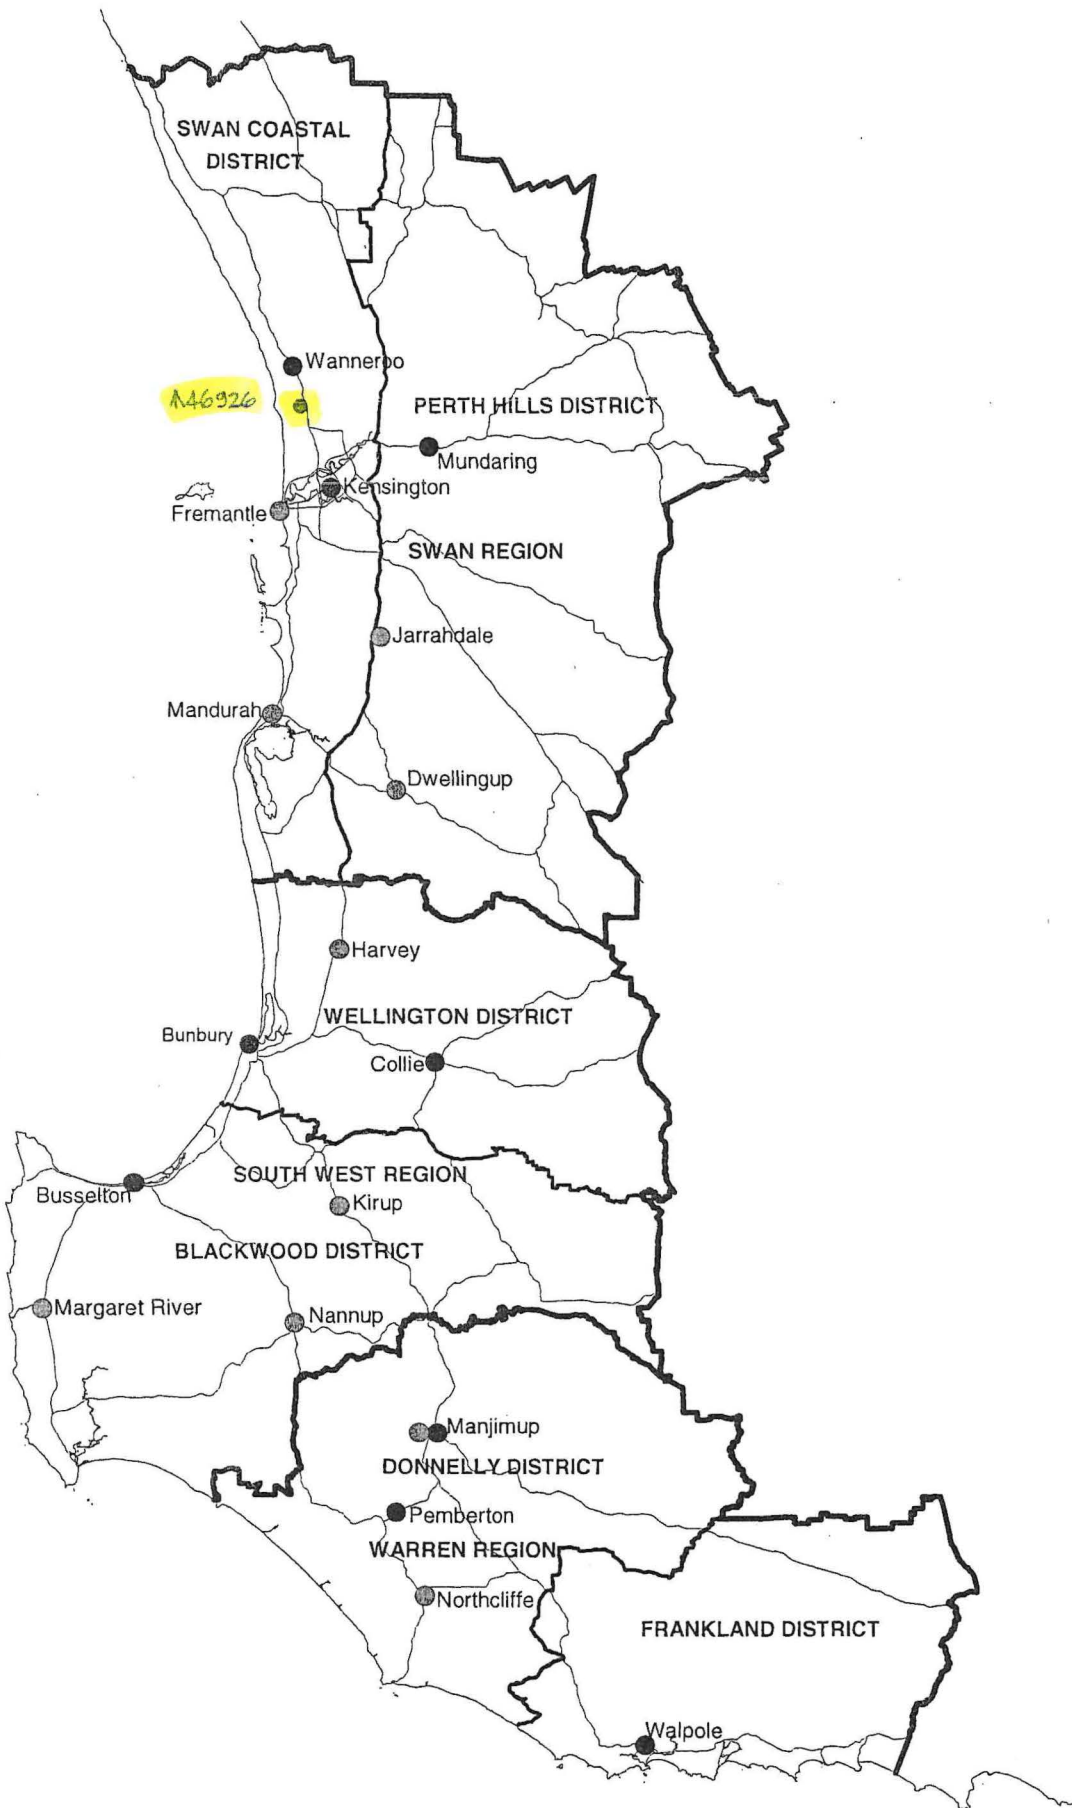 SWAN COASTAL
DISTRICT
Wanneroo
A46926
PERTH HILLS DISTRICT
Mundaring
Kensington
Fremantle
SWAN REGION
Jarrahdale
Mandurah
Dwellingup
Harvey
WELLINGTON DISTRICT
Bunbury
Collie
SOUTH WEST REGION
Busselton
Kirup
BLACKWOOD DISTRICT
Margaret River
Nannup
Manjimup
DONNELLY DISTRICT
Pemberton
WARREN REGION
Northcliffe
FRANKLAND DISTRICT
Walpole